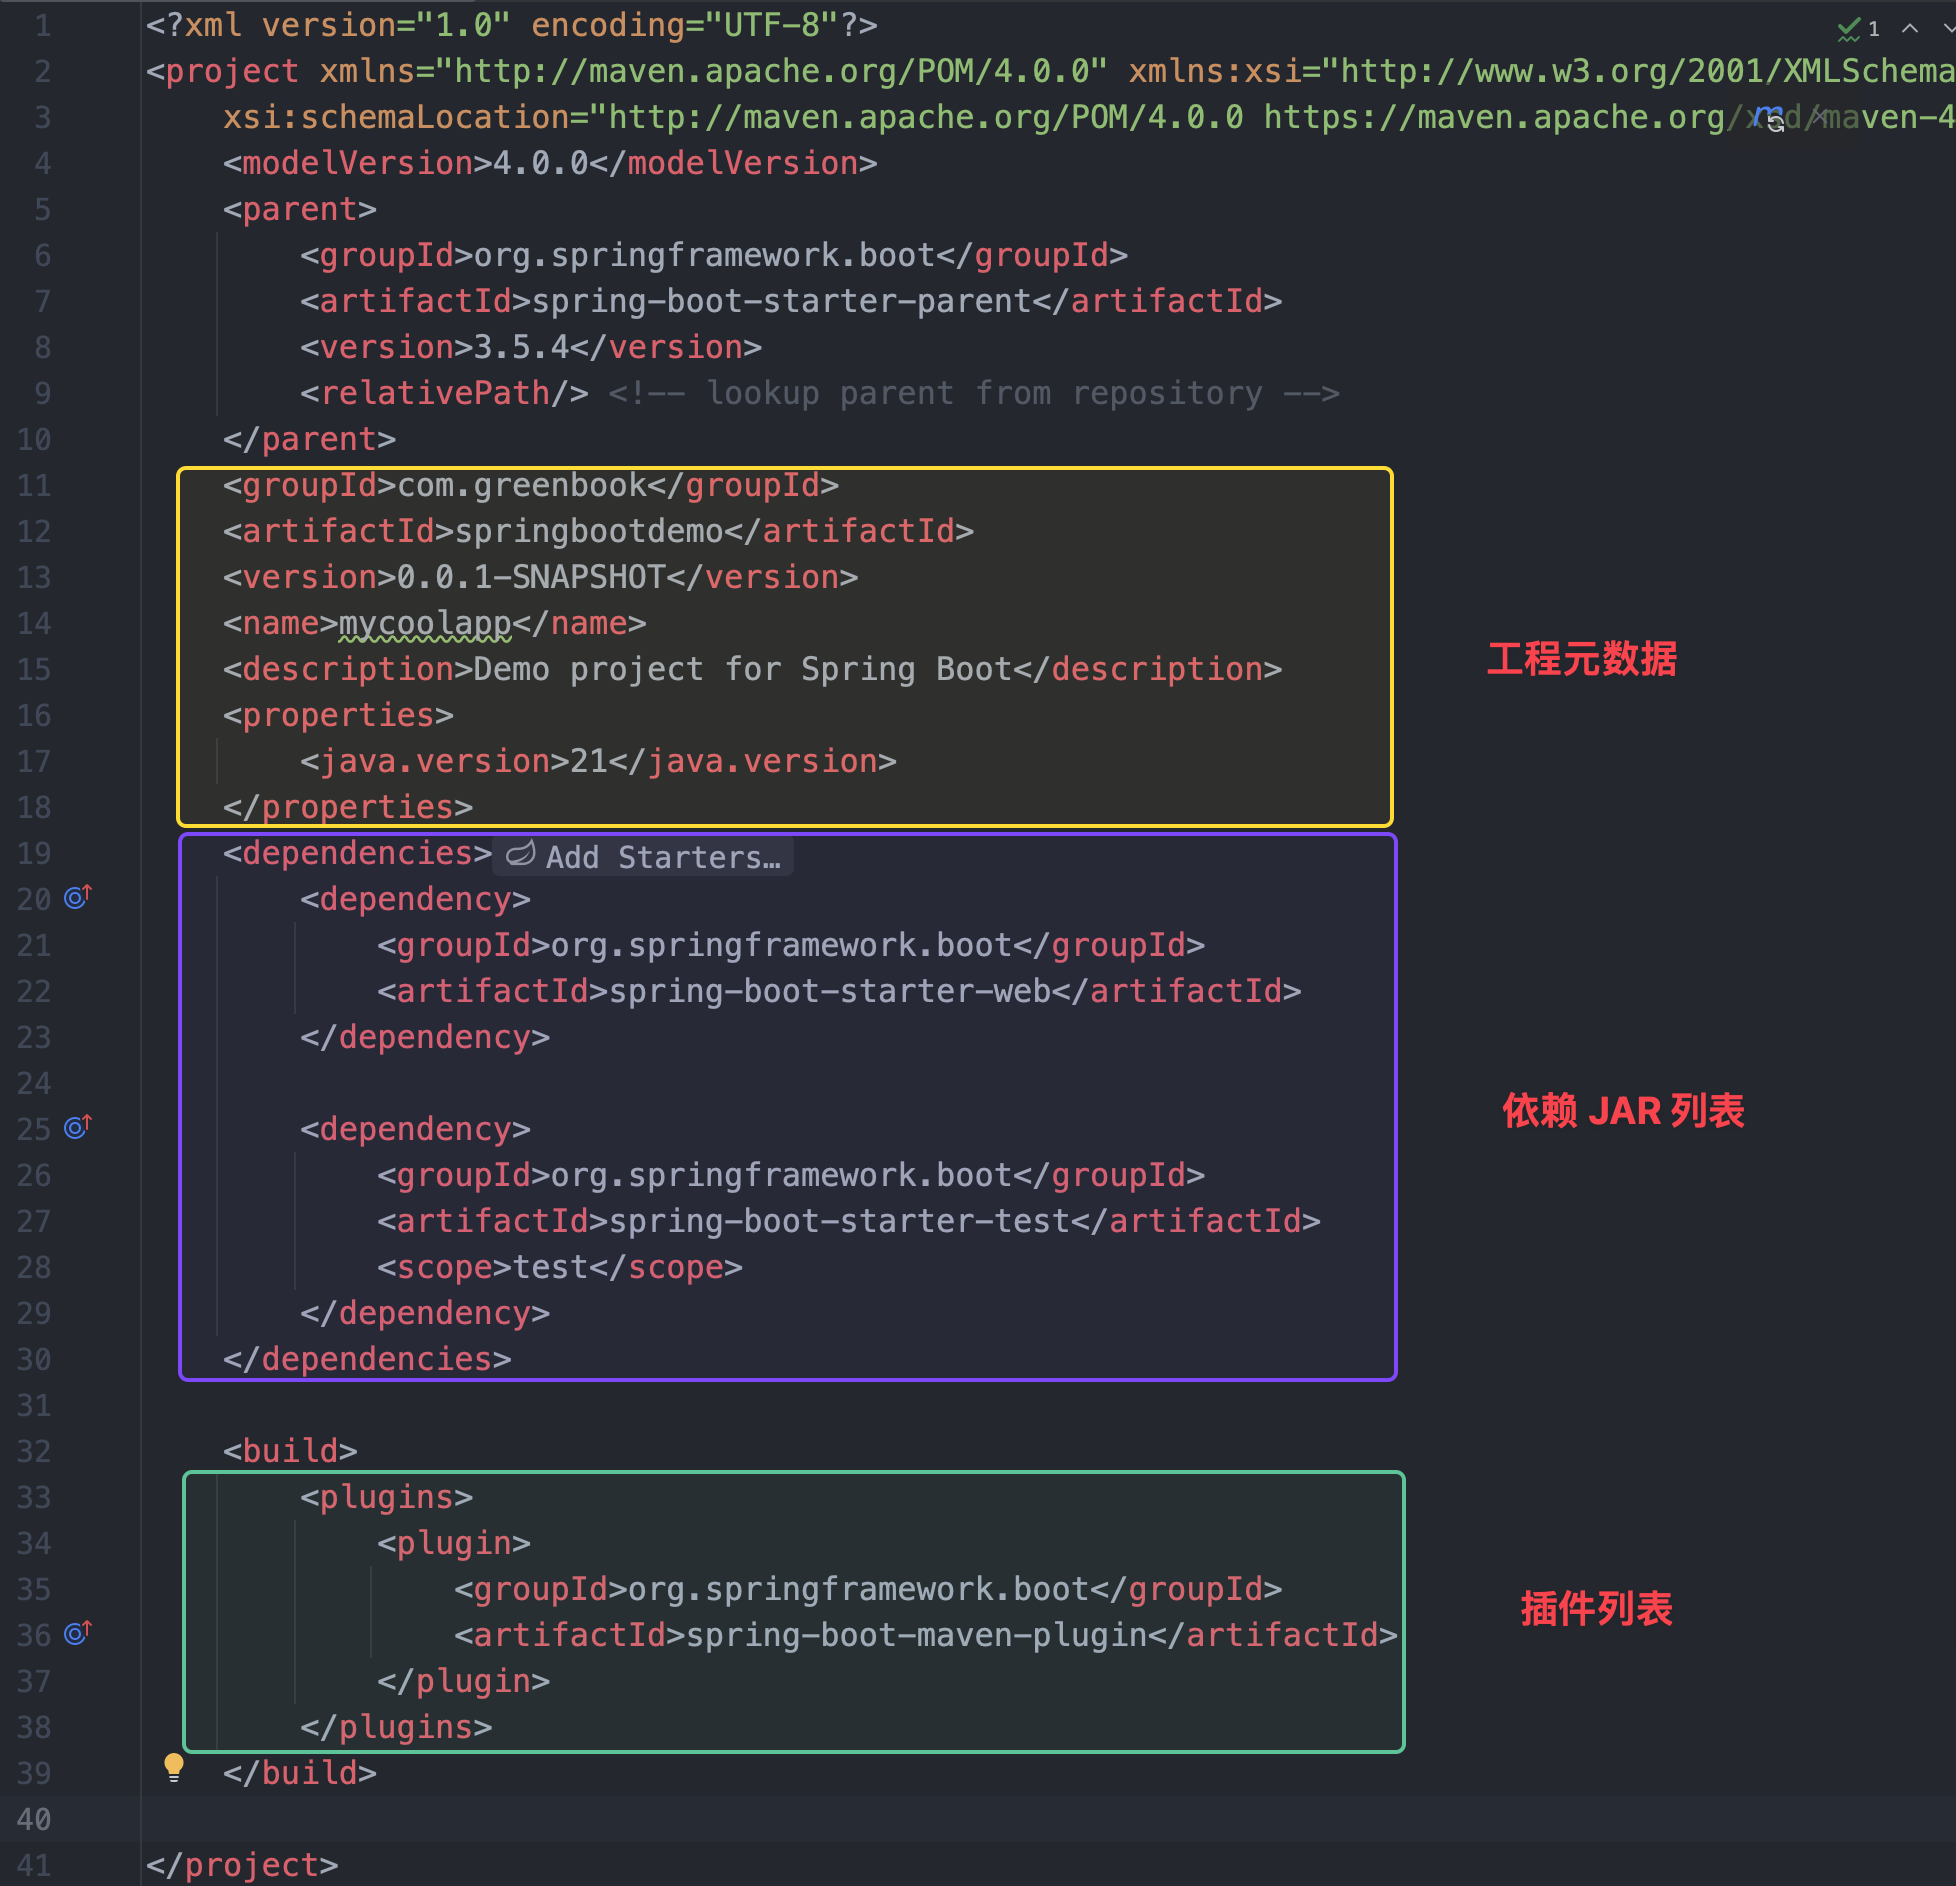 1 <?xml version="1.0" encoding="UTF-8"?>
2 <project xmlns="http://maven.apache.org/POM/4.0.0" xmlns:xsi="http://www.w3.org/2001/XMLSchema
3 xsi:schemaLocation="http://maven.apache.org/POM/4.0.0 https://maven.apache.org/xsd/maven-4
4 <modelVersion>4.0.0</modelVersion>
5 <parent>
6 <groupId>org.springframework.boot</groupId>
7 <artifactId>spring-boot-starter-parent</artifactId>
8 <version>3.5.4</version>
9 <relativePath/> <!-- lookup parent from repository -->
10 </parent>
11 <groupId>com.greenbook</groupId>
12 <artifactId>springbootdemo</artifactId>
13 <version>0.0.1-SNAPSHOT</version>
14 <name>mycoolapp</name>
15 <description>Demo project for Spring Boot</description>
16 <properties>
17 <java.version>21</java.version>
18 </properties>
19 <dependencies> Add Starters…
20 <dependency>
21 <groupId>org.springframework.boot</groupId>
22 <artifactId>spring-boot-starter-web</artifactId>
23 </dependency>
24
25 <dependency>
26 <groupId>org.springframework.boot</groupId>
27 <artifactId>spring-boot-starter-test</artifactId>
28 <scope>test</scope>
29 </dependency>
30 </dependencies>
31
32 <build>
33 <plugins>
34 <plugin>
35 <groupId>org.springframework.boot</groupId>
36 <artifactId>spring-boot-maven-plugin</artifactId>
37 </plugin>
38 </plugins>
39 </build>
40
41 </project>
1
工程元数据
依赖 JAR 列表
插件列表